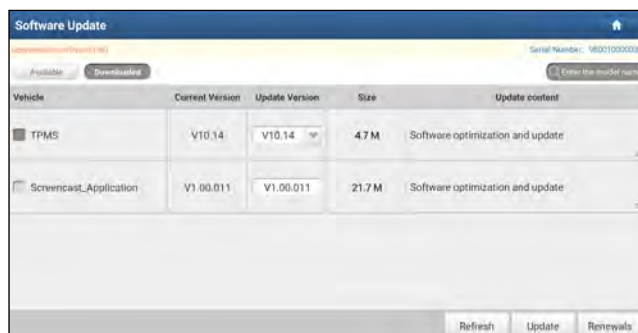 Software Update
Serial Number:
Available Downloaded
Enter the model name
Vehicle Current Version Update Version Size Update content
TPMS V10.14 V10.14 4.7 M Software optimization and update
Screencast_Application V1.00.011 V1.00.011 21.7 M Software optimization and update
Refresh Update Renewals